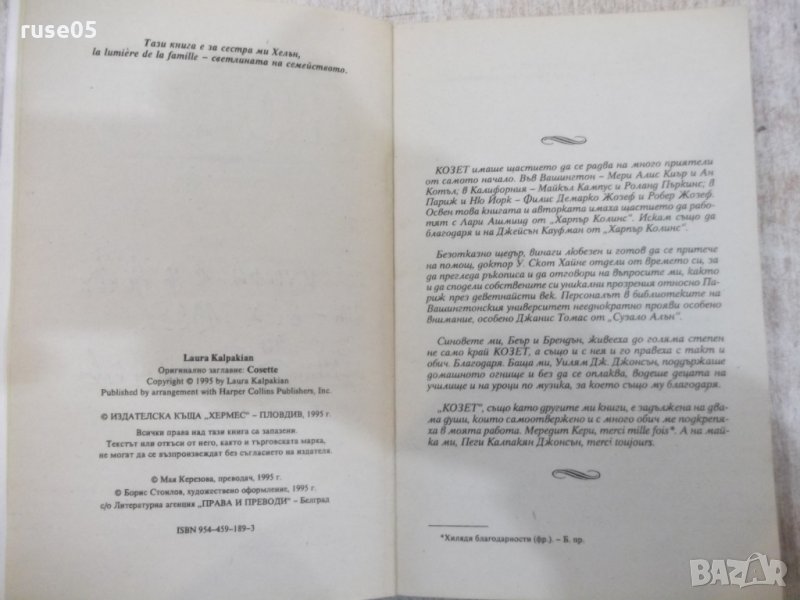 ruse05
Тази книга е за сестра ми Хелън,
la lumière de la famille – светлината на семейството.
Laura Kalpakian
Оригинално заглавие: Cosette
Copyright © 1995 by Laura Kalpakian
Published by arrangement with Harper Collins Publishers, Inc.
© ИЗДАТЕЛСКА КЪЩА „ХЕРМЕС" – ПЛОВДИВ, 1995 г.
Всички права над тази книга са запазени.
Текстът или откъси от него, както и търговската марка,
не могат да се възпроизвеждат без съгласието на издателя.
© Мая Керезова, преводач, 1995 г.
© Борис Стоилов, художествено оформление, 1995 г.
c/o Литературна агенция „ПРАВА И ПРЕВОДИ" – Белград
ISBN 954–459–189–3
КОЗЕТ имаше щастието да се радва на много приятели
от самото начало. Във Вашингтон – Мери Алис Киър и Ан
Котъл; в Калифорния – Майкъл Кампус и Роланд Пъркинс; в
Париж и Ню Йорк – Филис Демарко Жозеф и Робер Жозеф.
Освен това книгата и авторката имаха щастието да рабо-
тят с Лари Ашмийд от „Харпър Колинс". Искам също да
благодаря и на Джейсън Кауфман от „Харпър Колинс".
Безотказно щедър, винаги любезен и готов да се притече
на помощ, доктор У. Скот Хайне отдели от времето си, за
да прегледа ръкописа и да отговори на въпросите ми, както
и да сподели собствените си уникални прозрения относно Па-
риж през деветнайсти век. Персоналът в библиотеките на
Вашингтонския университет нееднократно прояви особено
внимание, особено Джанис Томас от „Сузало Алън".
Синовете ми, Беър и Брендън, живееха до голяма степен
не само край КОЗЕТ, а също и с нея и го правеха с такт и
обич. Благодаря. Баща ми, Уилям Дж. Джонсън, поддържаше
домашното огнище и без да се оплаква, водеше децата на
училище и на уроци по музика, за което също му благодаря.
„КОЗЕТ", също като другите ми книги, е задължена на два-
ма души, които самоотвержено и с много обич ме подкрепя-
ха в моята работа. Мередит Кери, merci mille fois*. А на май-
ка ми, Пеги Калпакян Джонсън, merci toujours.
*Хиляди благодарности (фр.). – Б. пр.
BAZAR
bg